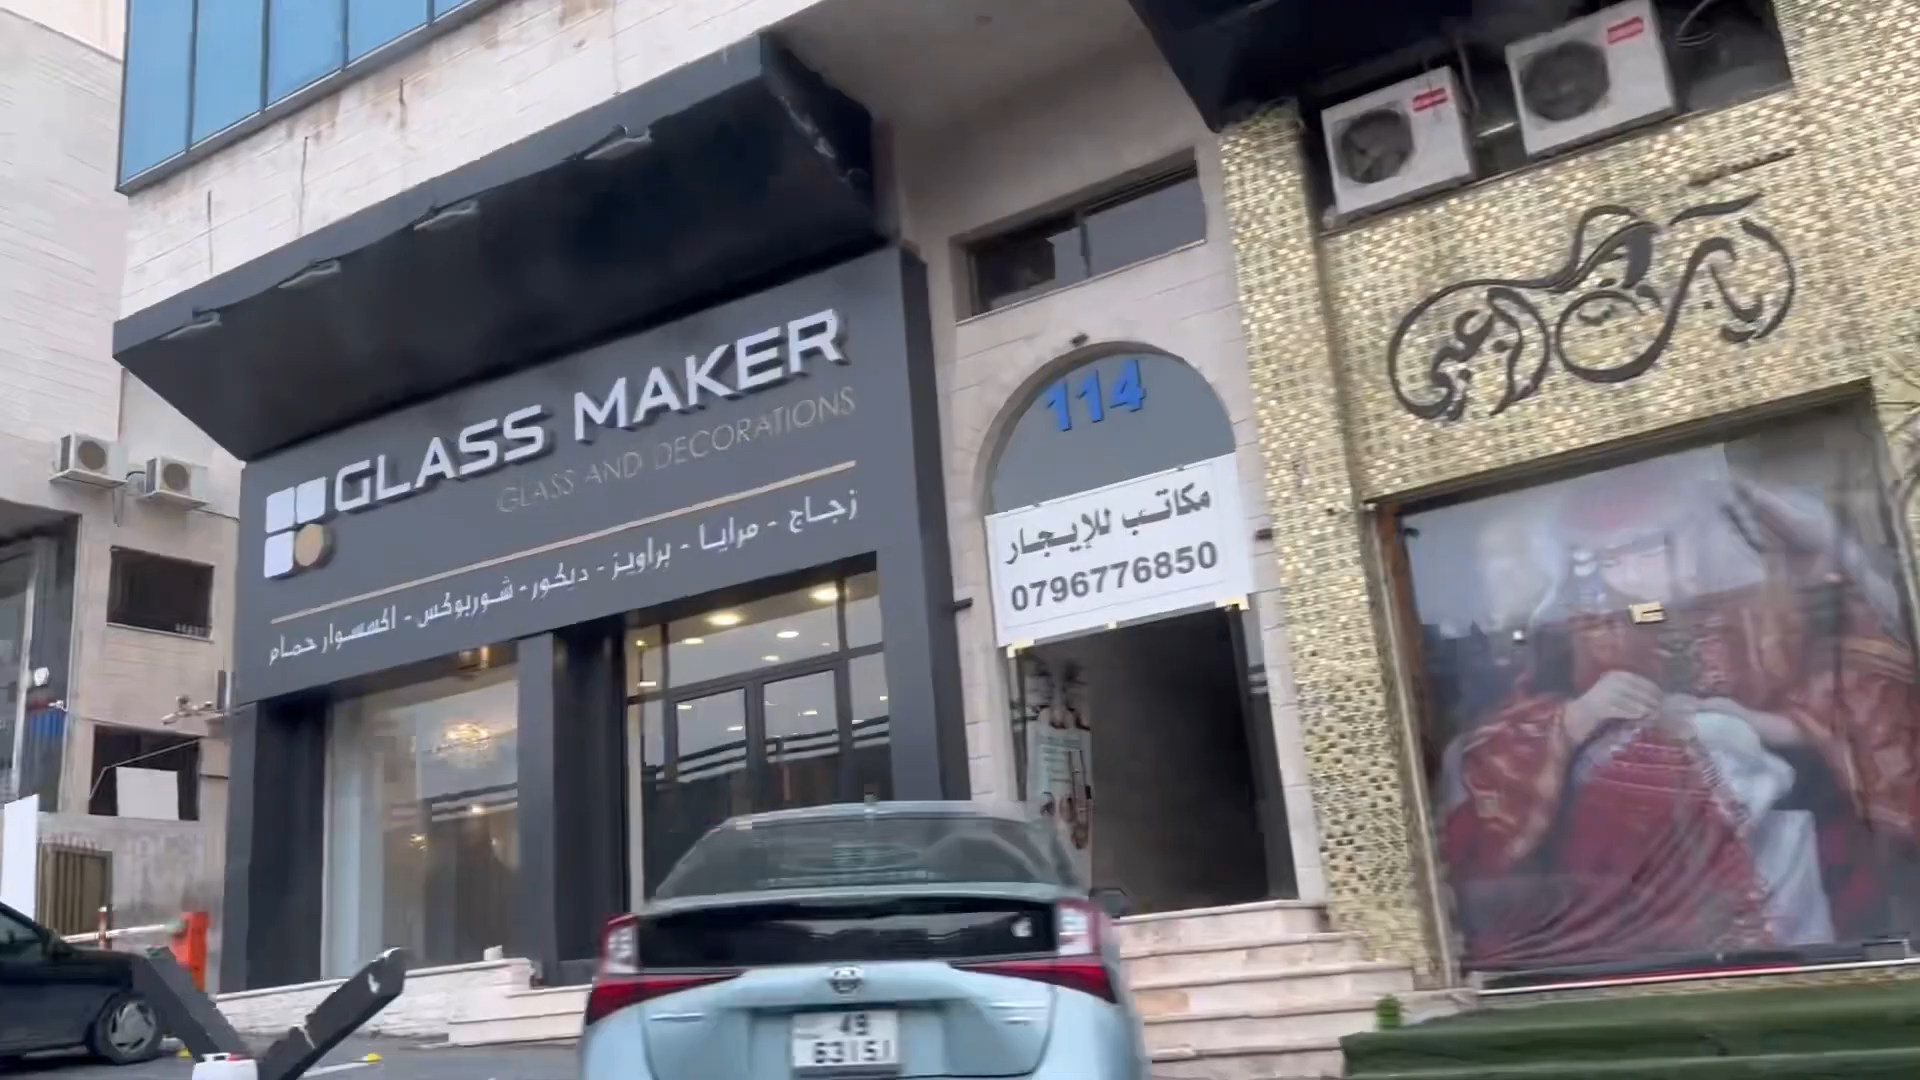 GLASS MAKER
GLASS AND DECORATIONS
زجاج - مرايا - براويز - ديكور - شوربوكس - اكسسوار حمام
114
مكاتب للإيجار
0796776850
49
63151